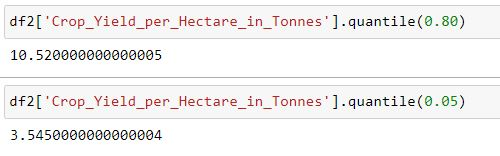 df2['Crop_Yield_per_Hectare_in_Tonnes'].quantile(0.80)
10.520000000000005
df2['Crop_Yield_per_Hectare_in_Tonnes'].quantile(0.05)
3.5450000000000004